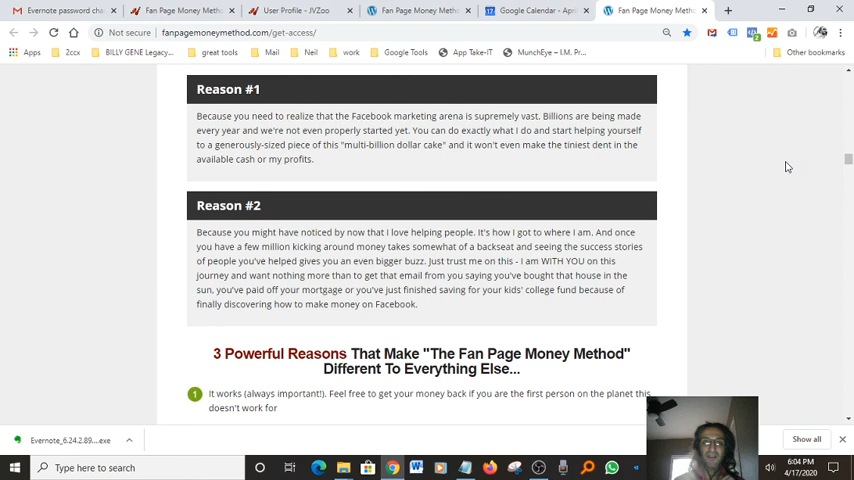 Evernote password chan
Fan Page Money Metho
User Profile - JVZoo
Fan Page Money Metho
Google Calendar - April
Fan Page Money Metho
Not secure
fanpagemoneymethod.com/get-access/
Apps
2ccx
BILLY GENE Legacy...
great tools
Mail
Neil
work
Google Tools
App Take-IT
MunchEye – I.M. Pr...
Other bookmarks
Reason #1
Because you need to realize that the Facebook marketing arena is supremely vast. Billions are being made
every year and we're not even properly started yet. You can do exactly what I do and start helping yourself
to a generously-sized piece of this "multi-billion dollar cake" and it won't even make the tiniest dent in the
available cash or my profits.
Reason #2
Because you might have noticed by now that I love helping people. It's how I got to where I am. And once
you have a few million kicking around money takes somewhat of a backseat and seeing the success stories
of people you've helped gives you an even bigger buzz. Just trust me on this - I am WITH YOU on this
journey and want nothing more than to get that email from you saying you've bought that house in the
sun, you've paid off your mortgage or you've just finished saving for your kids' college fund because of
finally discovering how to make money on Facebook.
3 Powerful Reasons That Make "The Fan Page Money Method"
Different To Everything Else...
1 It works (always important!). Feel free to get your money back if you are the first person on the planet this
doesn't work for
Evernote_6.24.2.89....exe
Show all
Type here to search
6:04 PM
4/17/2020